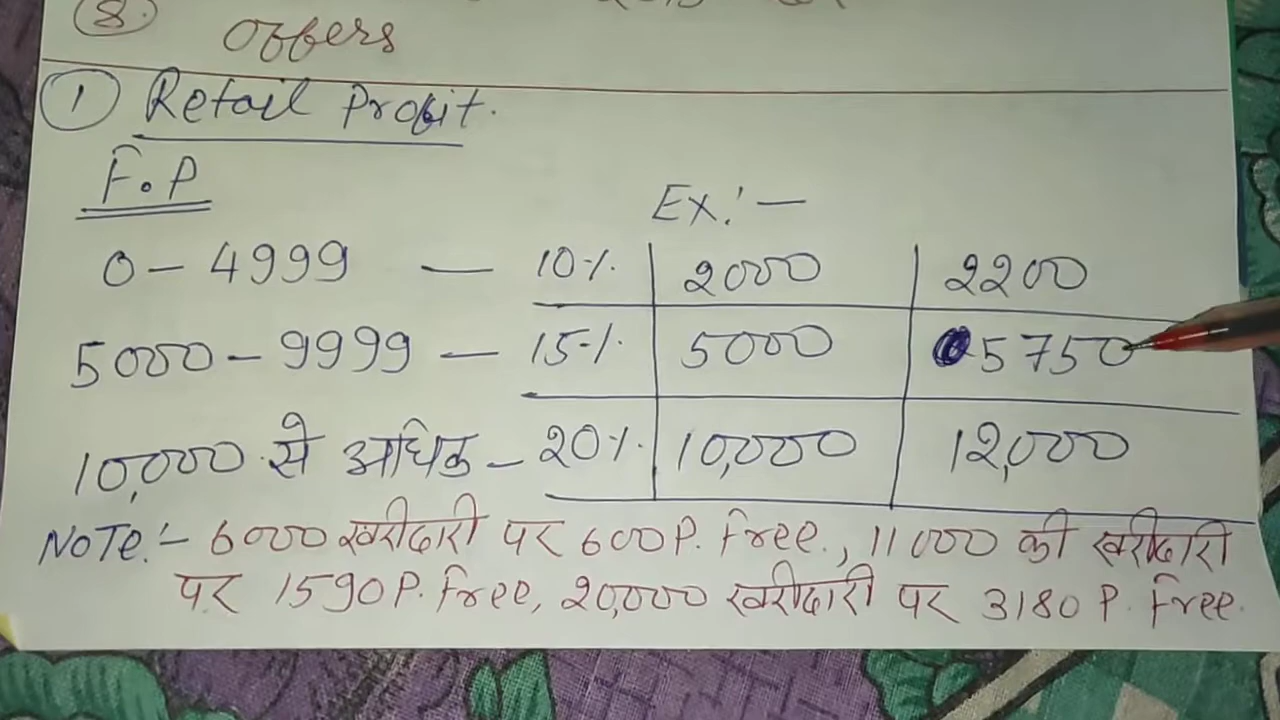 8 Offers
1 Retail Profit.
F.P
Ex:-
0 - 4999 - 10% 2000 2200
5000 - 9999 - 15% 5000 5750
10,000 से अधिक - 20% 10,000 12,000
NOTe:- 6000 खरीदारी पर 600P. free., 11000 की खरीदारी
पर 1590P. free, 20,000 खरीदारी पर 3180 P. free.